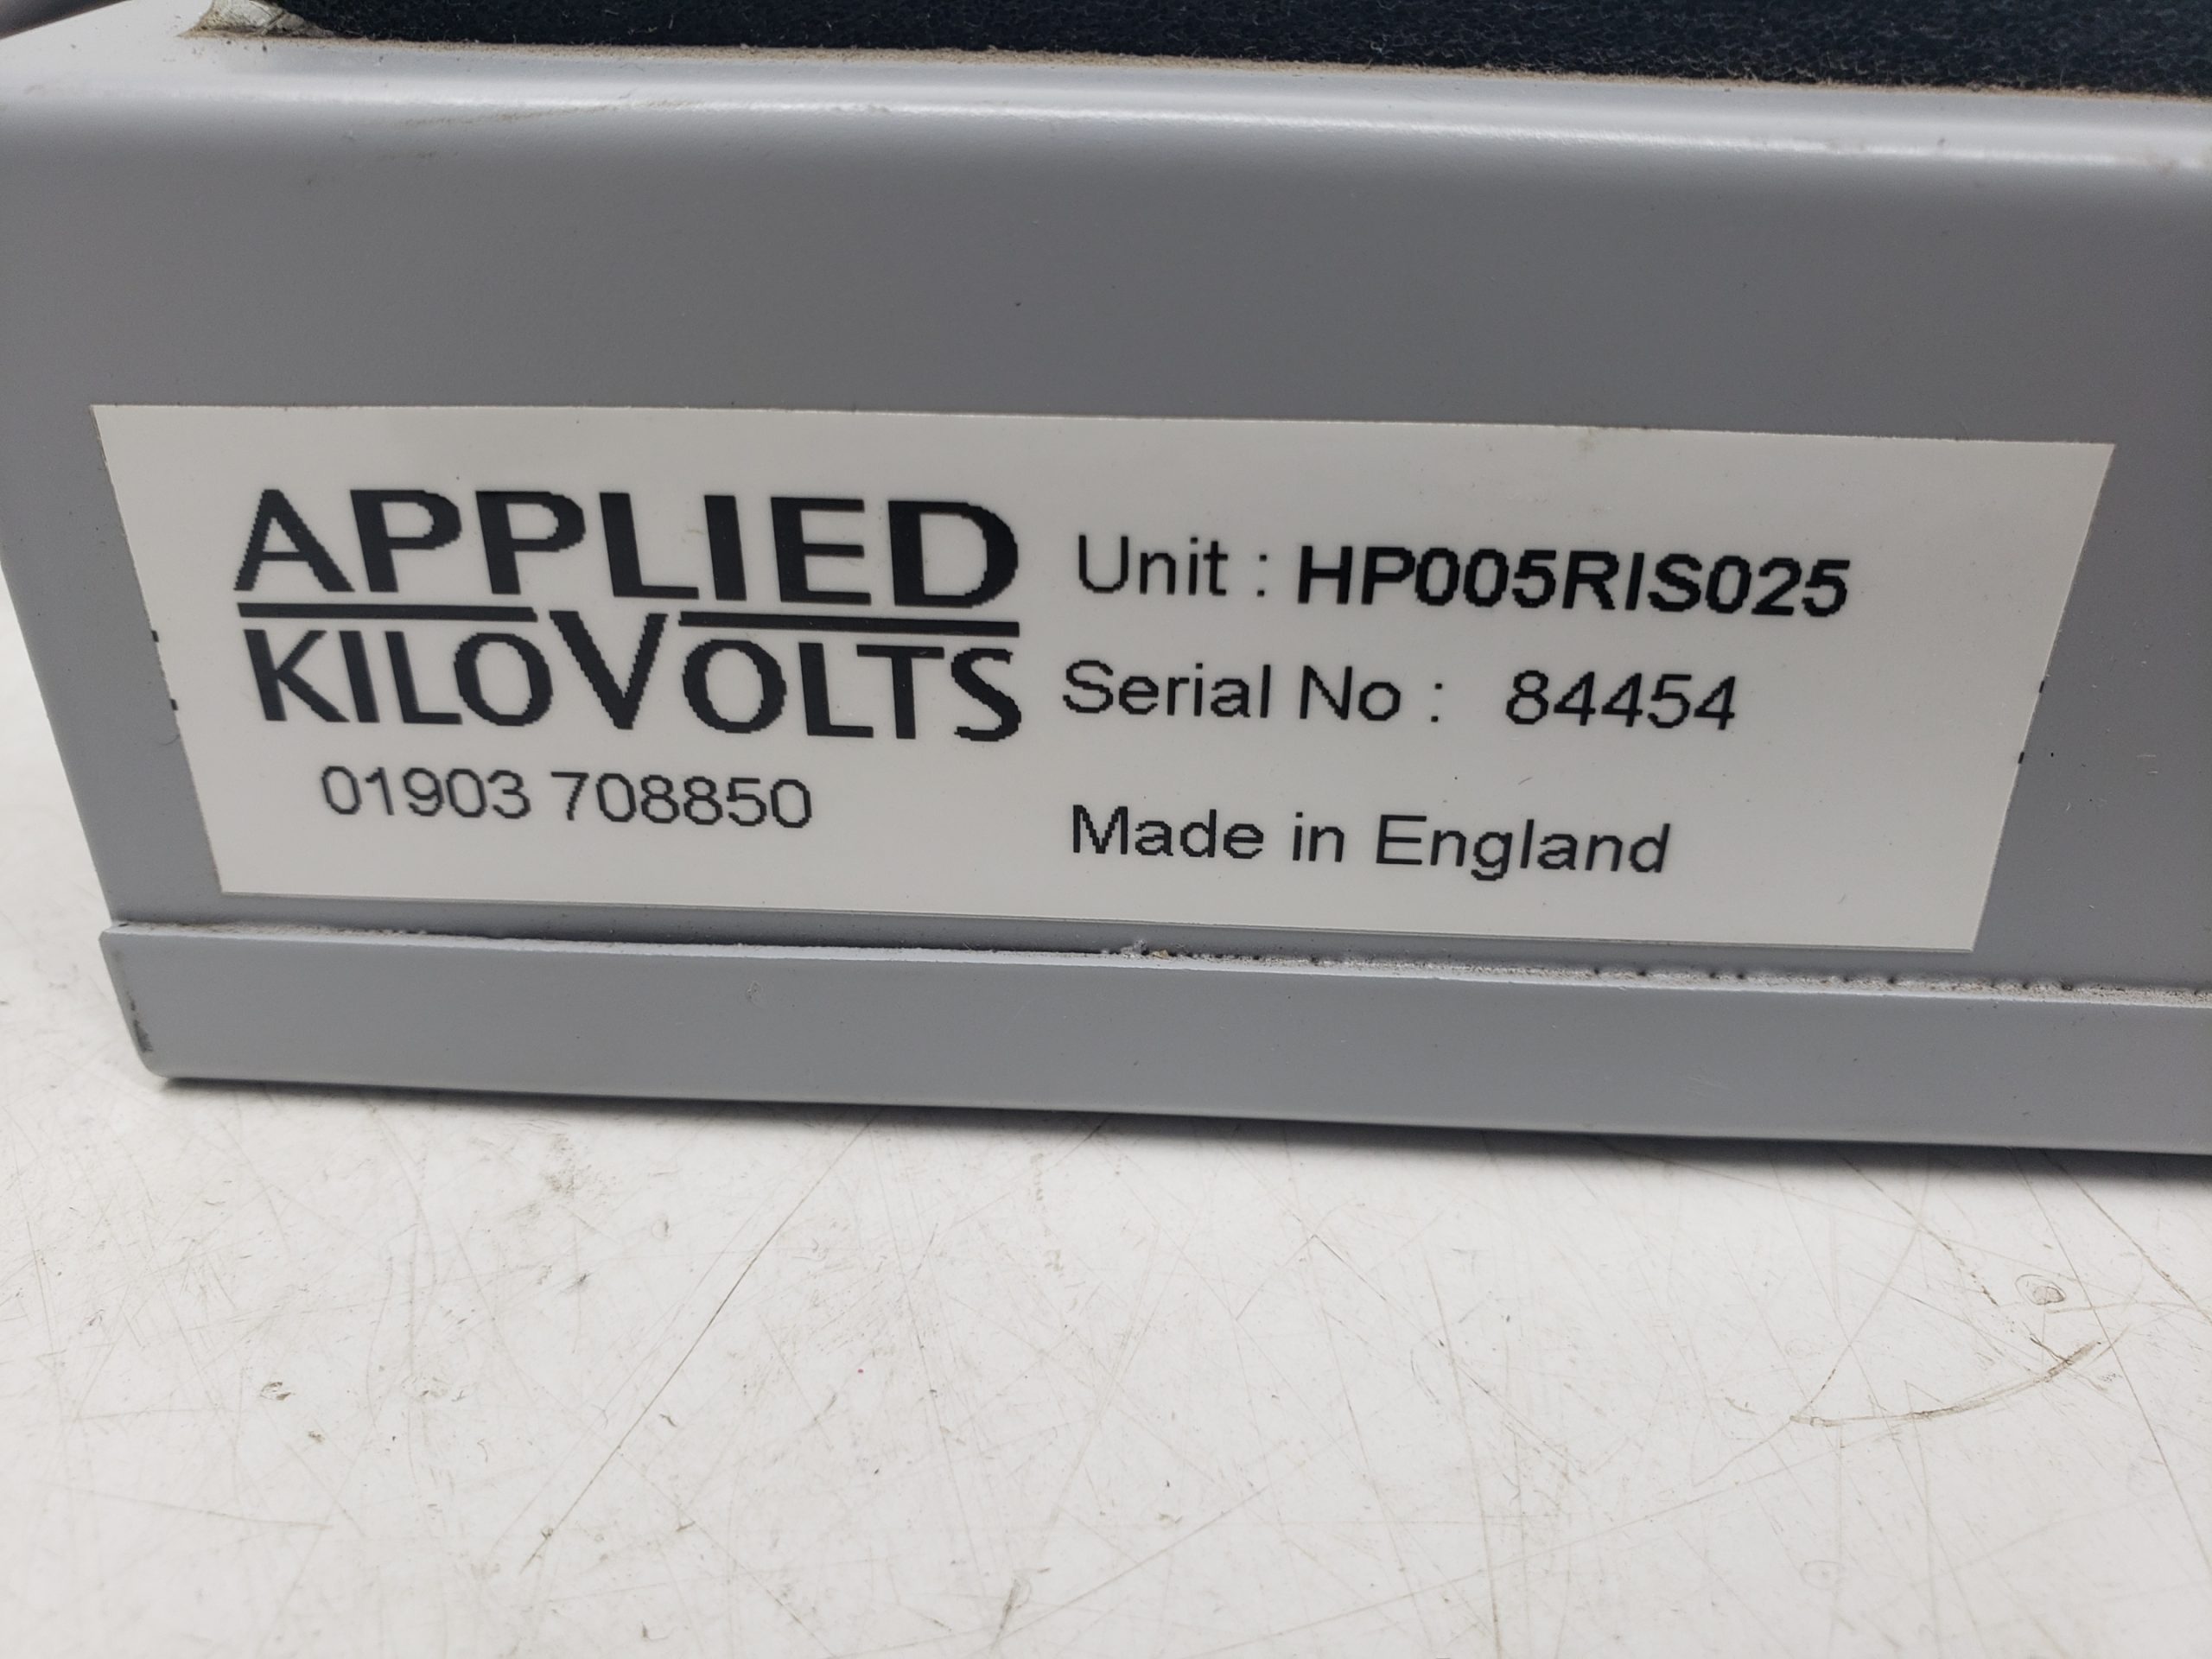 APPLIED
KILOVOLTS
01903 708850
Unit : HP005RIS025
Serial No : 84454
Made in England